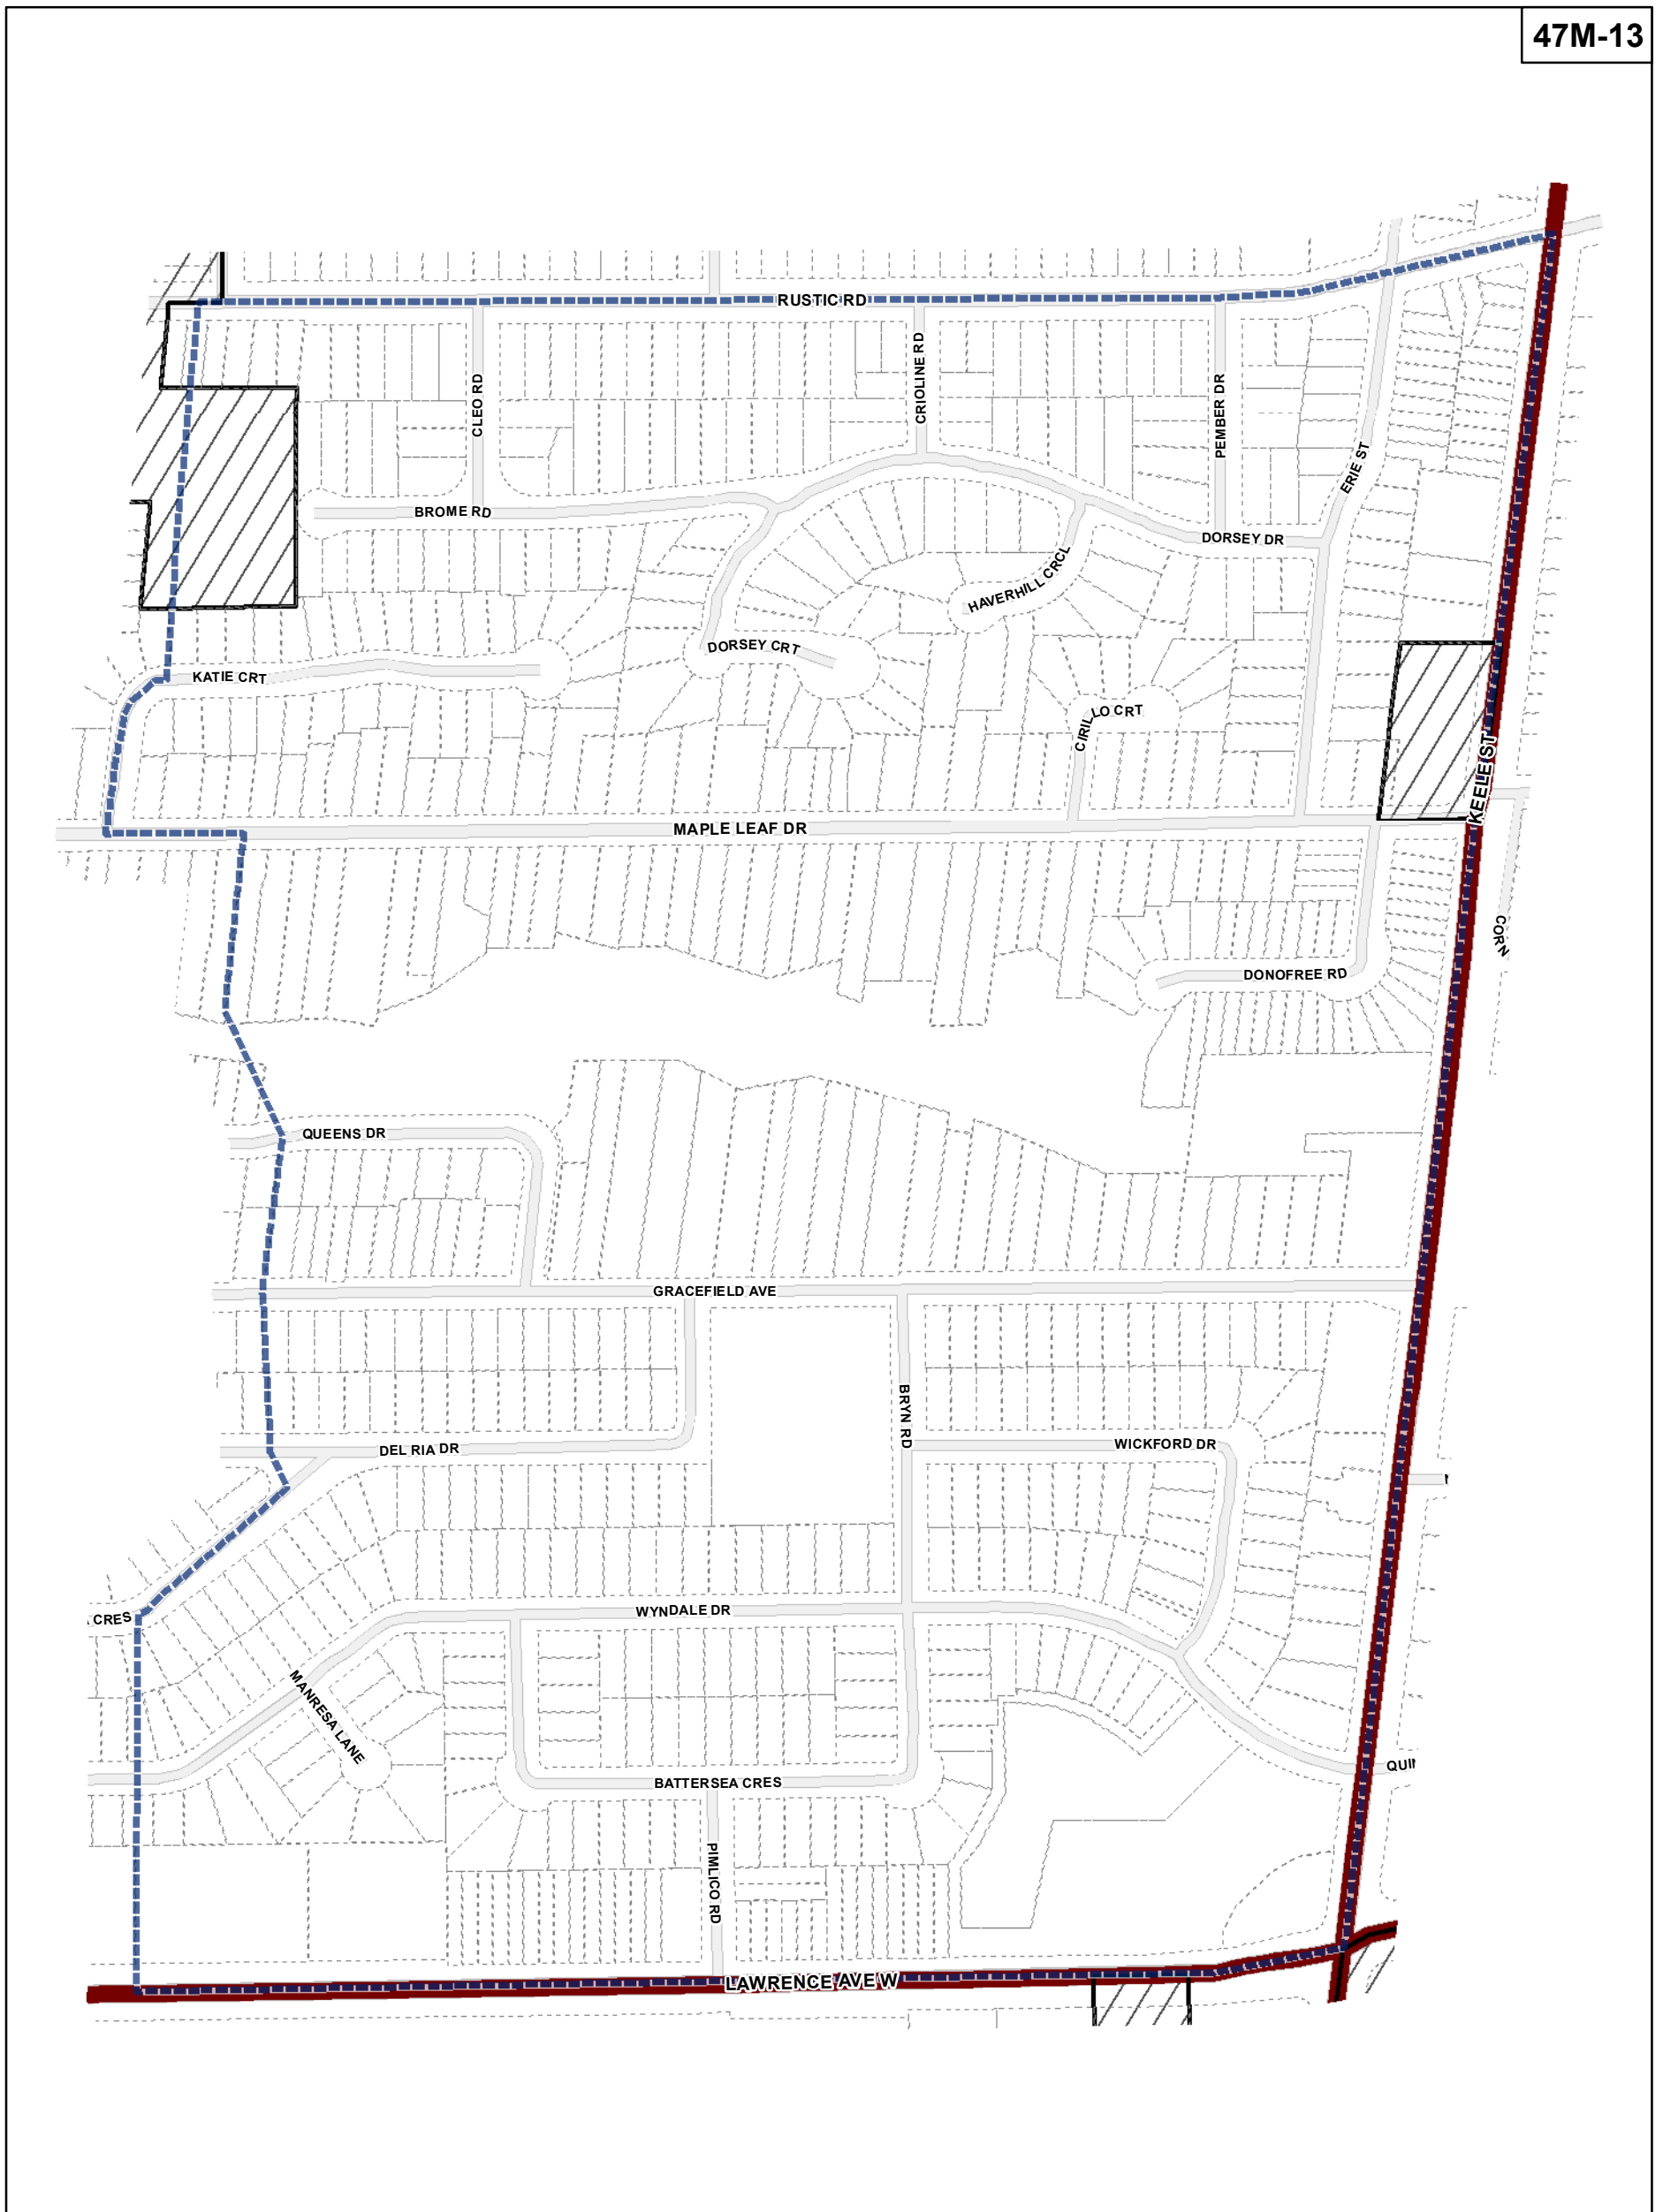 47M-13
RUSTIC RD
CLEO RD
CRIOLINE RD
PEMBER DR
ERIE ST
BROME RD
DORSEY DR
HAVERHILL CRCL
DORSEY CRT
KATIE CRT
CIRILLO CRT
KEELE ST
MAPLE LEAF DR
CORN
DONOFREE RD
QUEENS DR
GRACEFIELD AVE
BRYN RD
DEL RIA DR
WICKFORD DR
CRES
WYNDALE DR
MANRESA LANE
QUIN
BATTERSEA CRES
PIMLICO RD
LAWRENCE AVE W